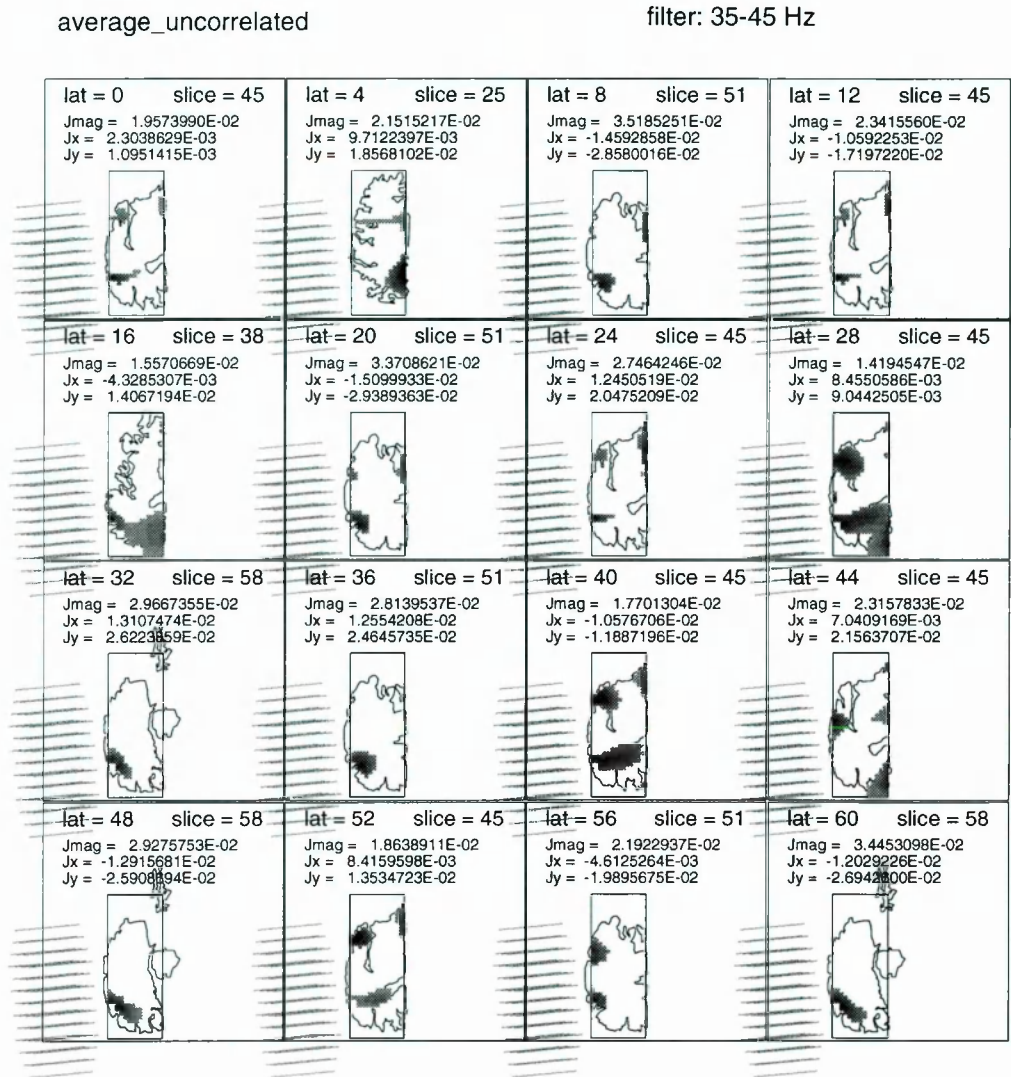 average_uncorrelated
filter: 35-45 Hz
lat = 0 slice = 45
Jmag = 1.9573990E-02
Jx = 2.3038629E-03
Jy = 1.0951415E-03
lat = 4 slice = 25
Jmag = 2.1515217E-02
Jx = 9.7122397E-03
Jy = 1.8568102E-02
lat = 8 slice = 51
Jmag = 3.5185251E-02
Jx = -1.4592858E-02
Jy = -2.8580016E-02
lat = 12 slice = 45
Jmag = 2.3415560E-02
Jx = -1.0592253E-02
Jy = -1.7197220E-02
lat = 16 slice = 38
Jmag = 1.5570669E-02
Jx = -4.3285307E-03
Jy = 1.4067194E-02
lat = 20 slice = 51
Jmag = 3.3708621E-02
Jx = -1.5099933E-02
Jy = -2.9389363E-02
lat = 24 slice = 45
Jmag = 2.7464246E-02
Jx = 1.2450519E-02
Jy = 2.0475209E-02
lat = 28 slice = 45
Jmag = 1.4194547E-02
Jx = 8.4550586E-03
Jy = 9.0442505E-03
lat = 32 slice = 58
Jmag = 2.9667355E-02
Jx = 1.3107474E-02
Jy =
lat = 36 slice = 51
Jmag = 2.8139537E-02
Jx = 1.2554208E-02
Jy = 2.4645735E-02
lat = 40 slice = 45
Jmag = 1.7701304E-02
Jx = -1.0576706E-02
Jy = -1.1887196E-02
lat = 44 slice = 45
Jmag = 2.3157833E-02
Jx = 7.0409169E-03
Jy = 2.1563707E-02
lat = 48 slice = 58
Jmag = 2.9275753E-02
Jx = -1.2915681E-02
Jy =
lat = 52 slice = 45
Jmag = 1.8638911E-02
Jx = 8.4159598E-03
Jy = 1.3534723E-02
lat = 56 slice = 51
Jmag = 2.1922937E-02
Jx = -4.6125264E-03
Jy = -1.9895675E-02
lat = 60 slice = 58
Jmag = 3.4453098E-02
Jx = -1.2029226E-02
Jy =